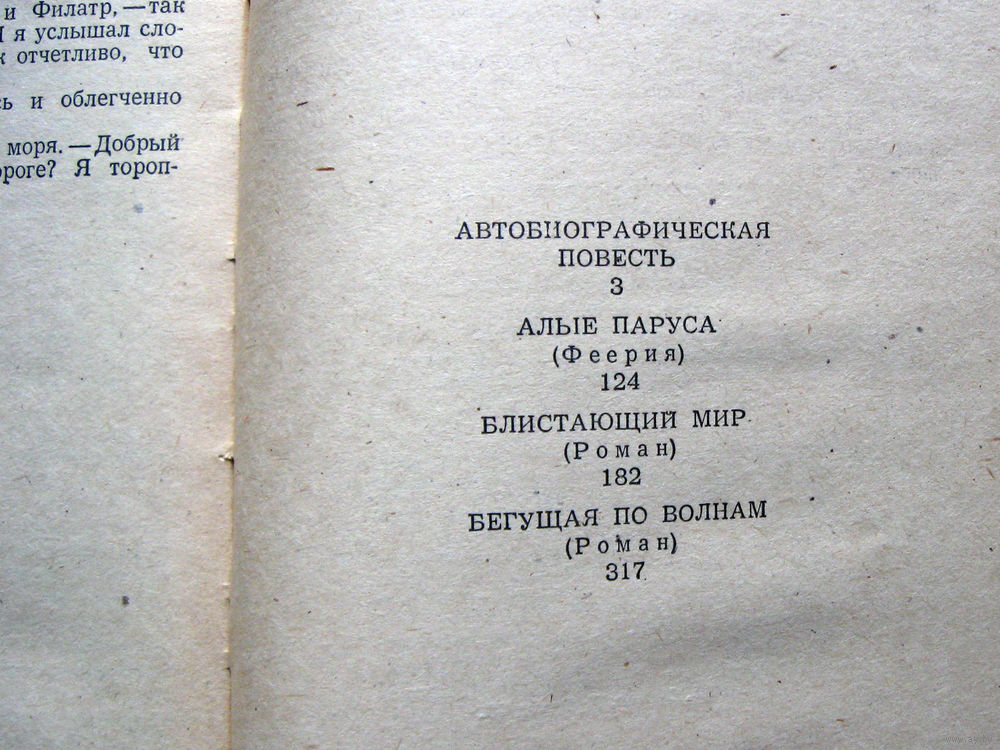 и Филатр, — так
я услышал сло-
отчетливо, что
и облегченно
моря. — Добрый
Я тороп-
АВТОБИОГРАФИЧЕСКАЯ
ПОВЕСТЬ
3
АЛЫЕ ПАРУСА
(Феерия)
124
БЛИСТАЮЩИЙ МИР
(Роман)
182
БЕГУЩАЯ ПО ВОЛНАМ
(Роман)
317